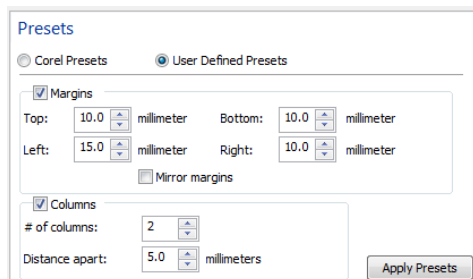 Presets
Corel Presets User Defined Presets
Margins
Top: 10.0 millimeter Bottom: 10.0 millimeter
Left: 15.0 millimeter Right: 10.0 millimeter
Mirror margins
Columns
# of columns: 2
Distance apart: 5.0 millimeters
Apply Presets